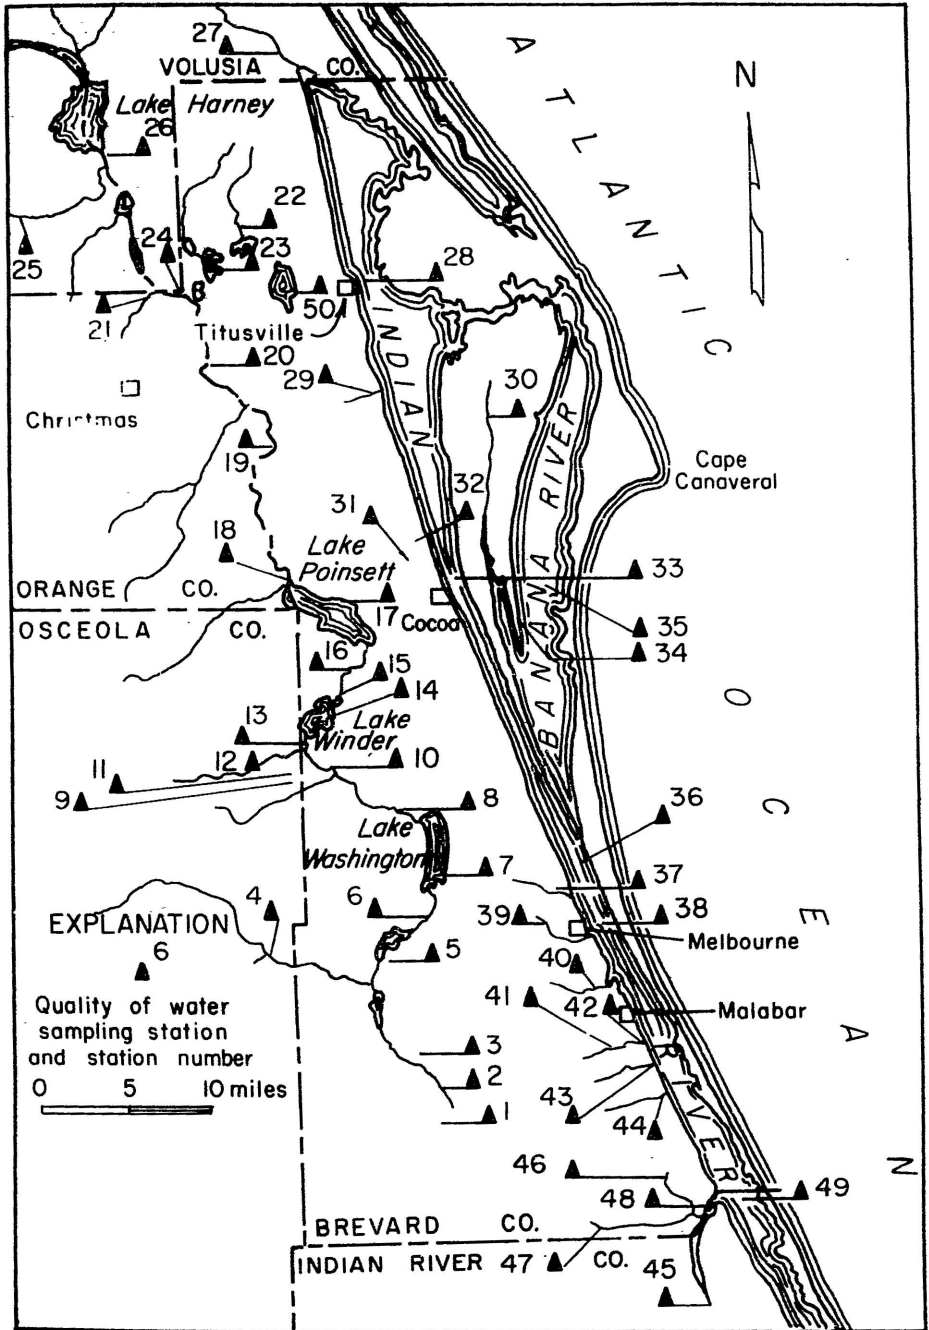 27
VOLUSIA CO.
N
ATLANTIC
Lake Harney
26
22
24
23
25
28
50
21
Titusville
INDIAN
20
29
30
Christmas
19
BANANA RIVER
Cape
Canaveral
32
31
18
Lake
Poinsett
33
ORANGE CO.
17
Cocoa
OSCEOLA CO.
35
34
16
15
14
OCEAN
13
Lake
Winder
12
10
11
9
8
36
Lake
Washington
7
37
4
6
39
38
EXPLANATION
Melbourne
6
5
40
Quality of water
sampling station
and station number
41
42
Malabar
3
RIVER
0 5 10 miles
2
1
43
44
46
48
49
BREVARD CO.
INDIAN RIVER CO.
47
45